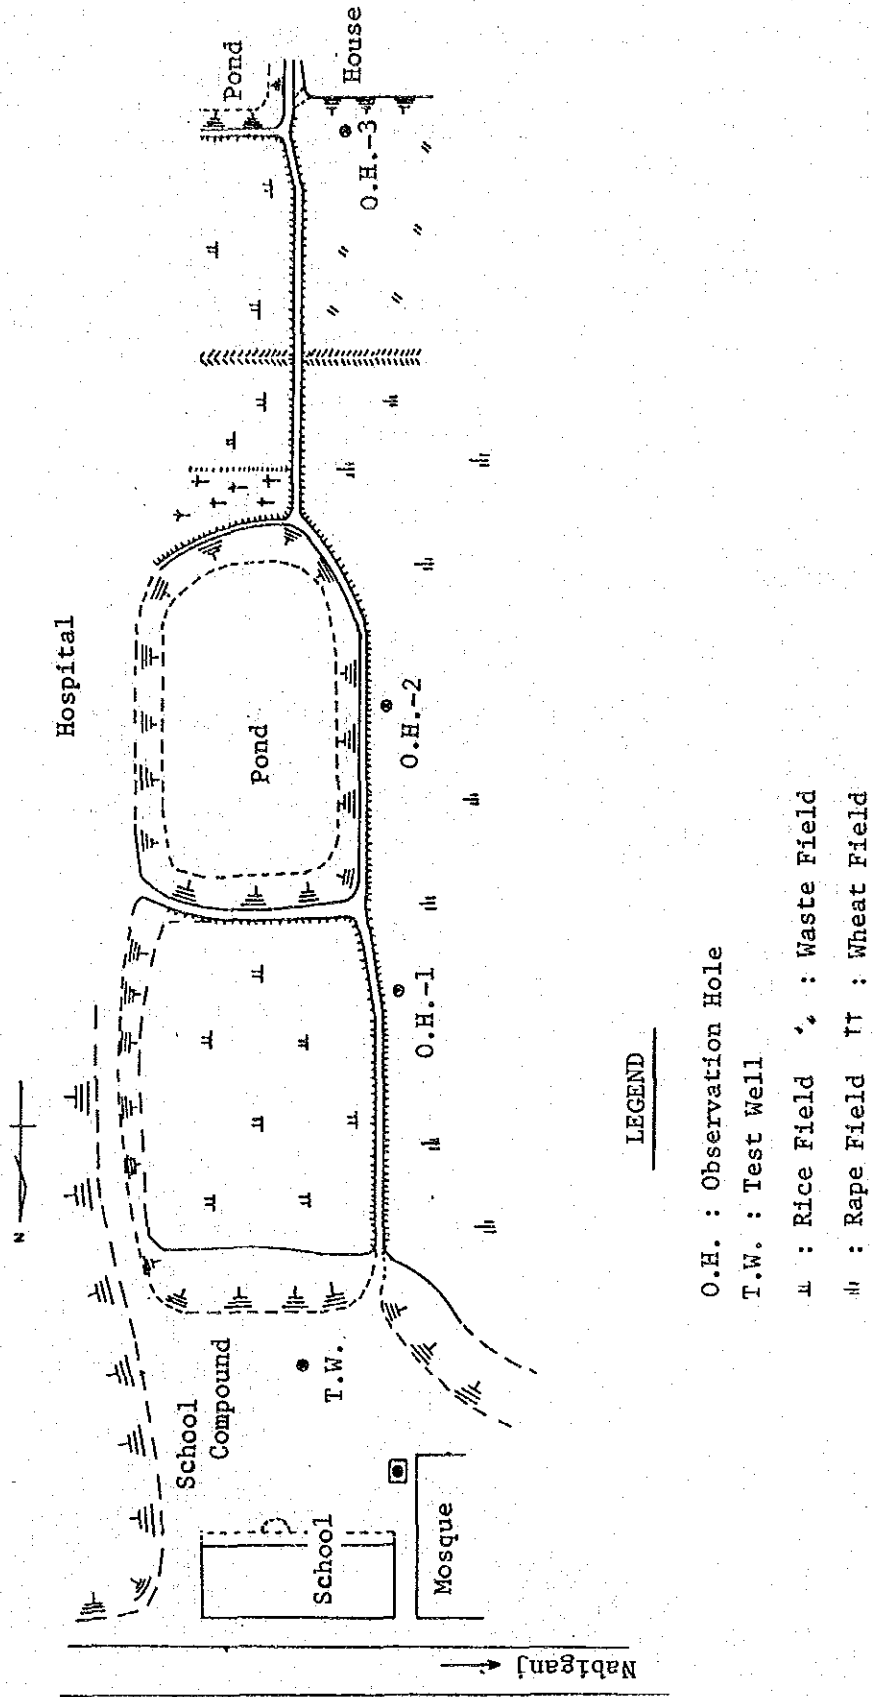 Hospital
Pond
House
O.H.-3
Pond
O.H.-2
O.H.-1
School
Compound
T.W.
School
Mosque
Nabiganj
N
LEGEND
O.H. : Observation Hole
T.W. : Test Well
: Rice Field : Waste Field
: Rape Field : Wheat Field